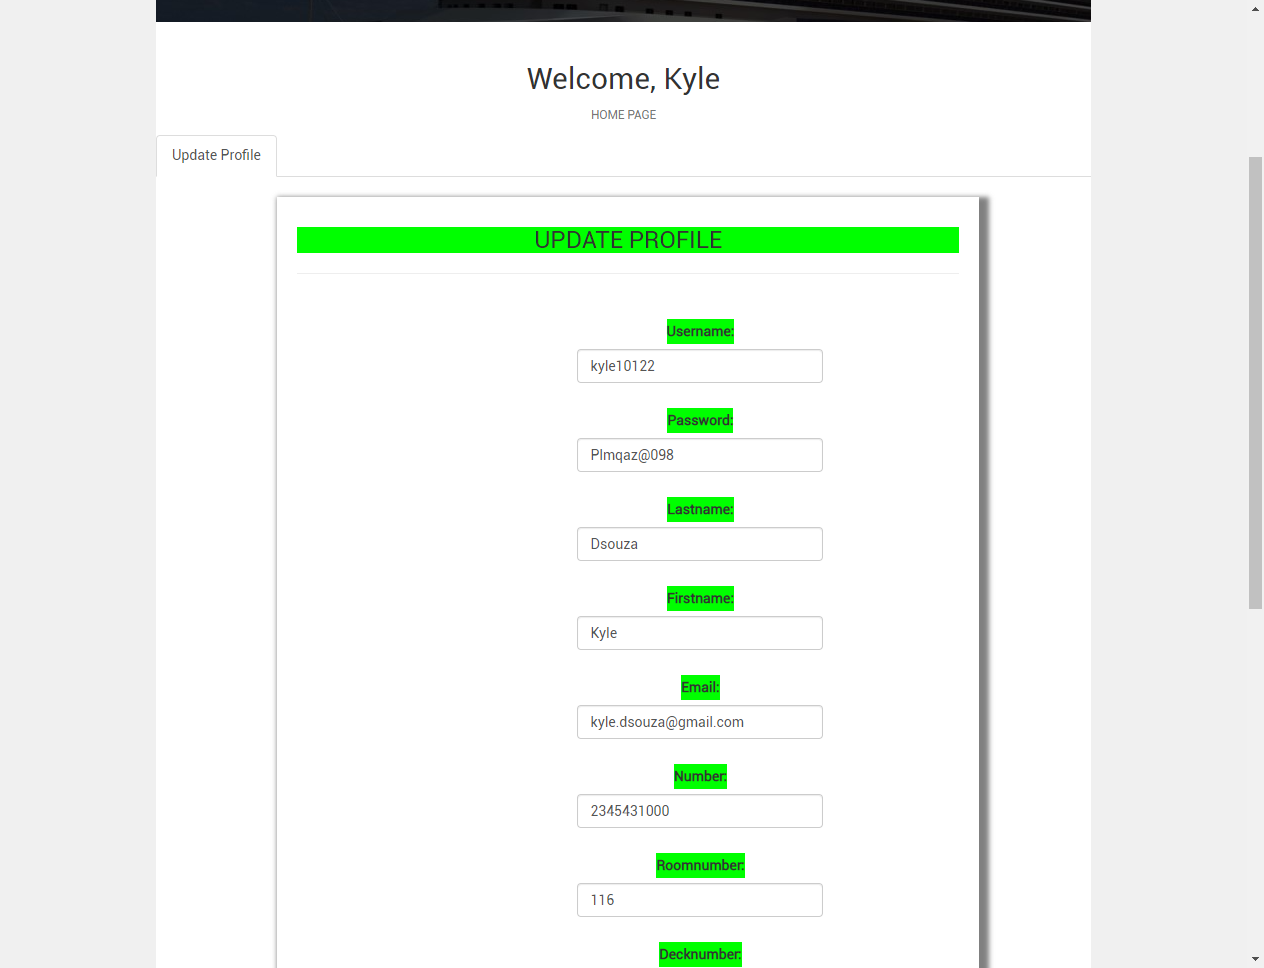 Welcome, Kyle
HOME PAGE
Update Profile
UPDATE PROFILE
Username:
kyle10122
Password:
Plmqaz@098
Lastname:
Dsouza
Firstname:
Kyle
Email:
kyle.dsouza@gmail.com
Number:
2345431000
Roomnumber:
116
Decknumber: